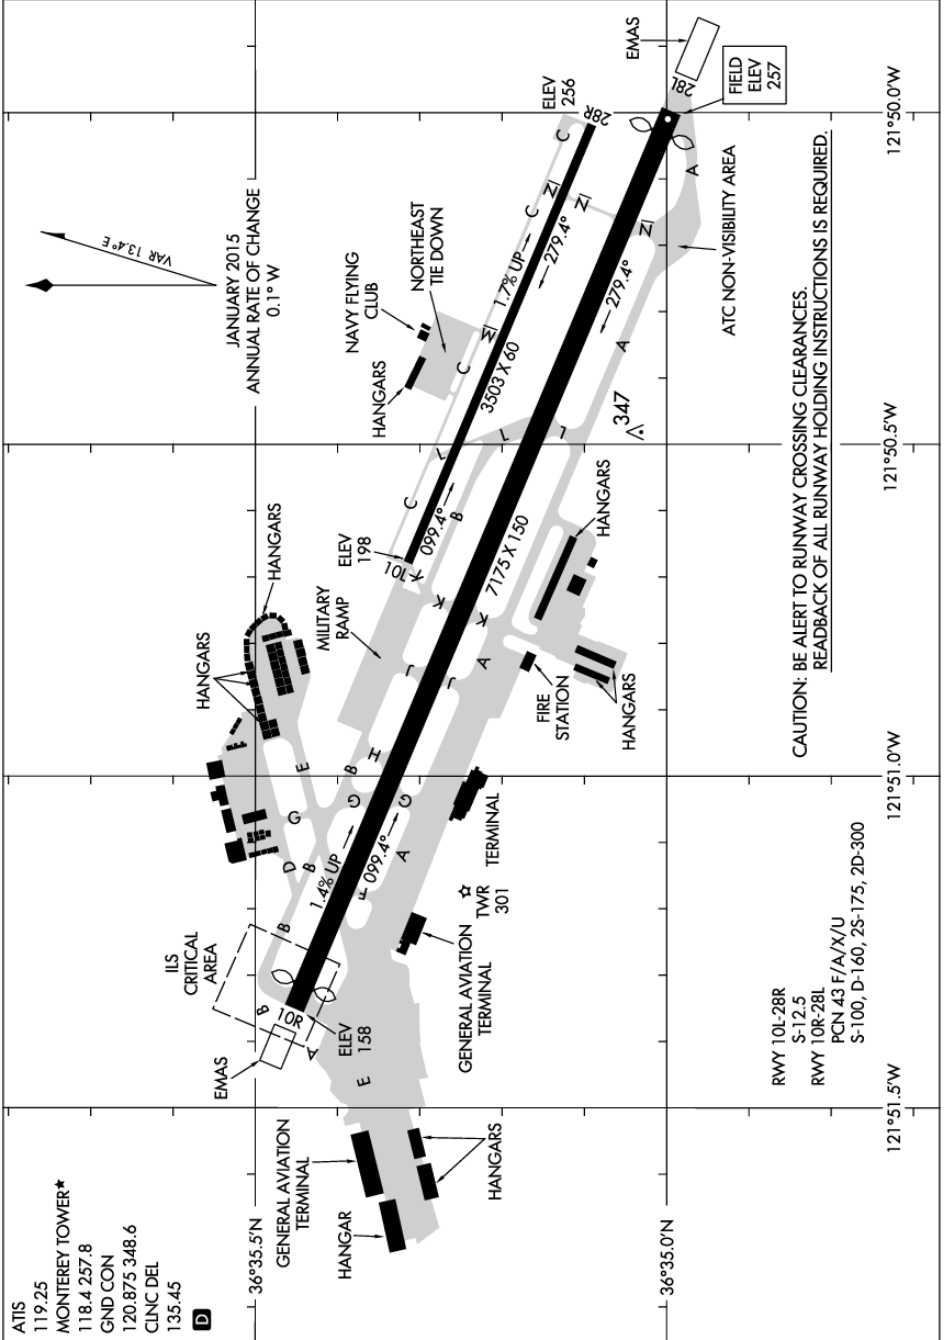 ATIS
119.25
MONTEREY TOWER★
118.4 257.8
GND CON
120.875 348.6
CLNC DEL
135.45
D
JANUARY 2015
ANNUAL RATE OF CHANGE
0.1° W
VAR 13.4° E
36°35.5'N
36°35.0'N
EMAS
ILS
CRITICAL
AREA
HANGARS
HANGARS
MILITARY
RAMP
ELEV
198
HANGARS
NAVY FLYING
CLUB
NORTHEAST
TIE DOWN
ELEV
256
EMAS
FIELD
ELEV
257
GENERAL AVIATION
TERMINAL
HANGAR
HANGARS
ELEV
158
GENERAL AVIATION
TERMINAL
TWR
301
TERMINAL
FIRE
STATION
HANGARS
HANGARS
347
ATC NON-VISIBILITY AREA
10R
28L
10L
28R
1.4% UP
099.4°
7175 X 150
279.4°
099.4°
3503 X 60
1.7% UP
279.4°
A
B
E
B
D
B
G
E
F
A
G
G
B
H
J
J
A
K
K
K
B
C
L
L
L
C
M
C
N
N
N
C
A
A
RWY 10L-28R
S-12.5
RWY 10R-28L
PCN 43 F/A/X/U
S-100, D-160, 2S-175, 2D-300
CAUTION: BE ALERT TO RUNWAY CROSSING CLEARANCES.
READBACK OF ALL RUNWAY HOLDING INSTRUCTIONS IS REQUIRED.
121°51.5'W
121°51.0'W
121°50.5'W
121°50.0'W